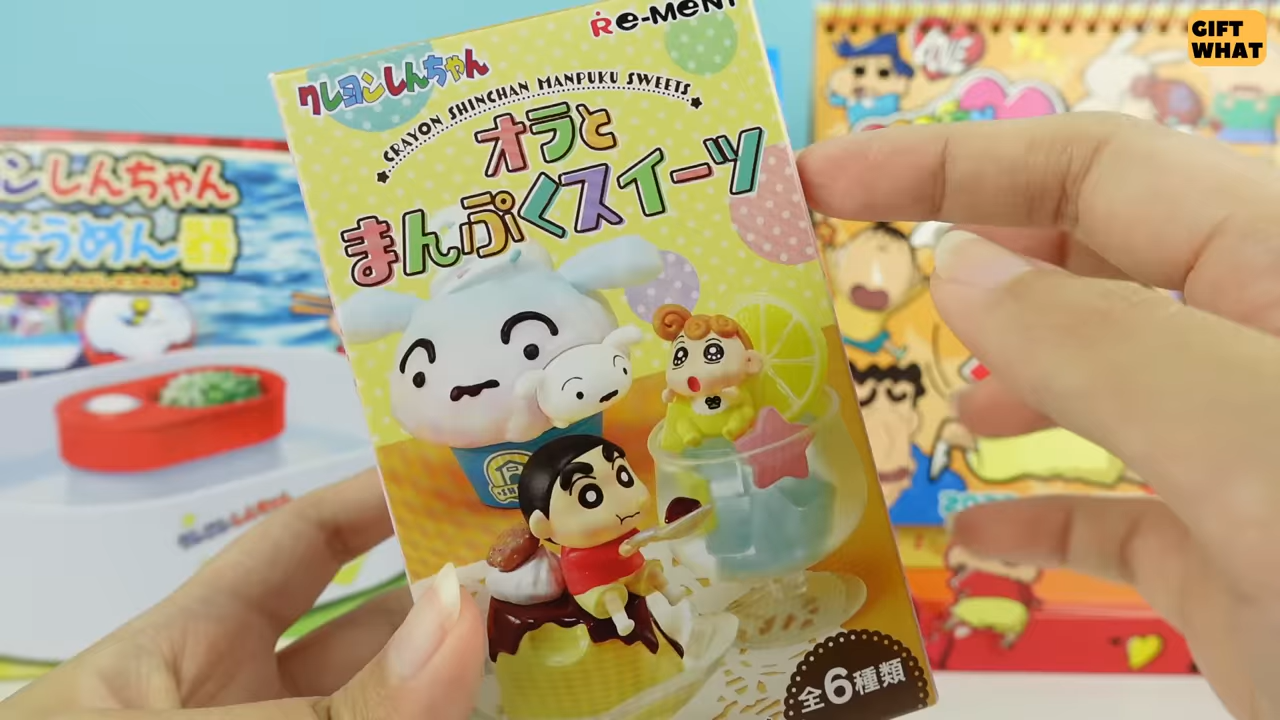 GIFT
WHAT
Re-MeNT
クレヨンしんちゃん
CRAYON SHINCHAN MANPUKU SWEETS
オラと
まんぷくスイーツ
全6種類
ンしんちゃん
そうめん